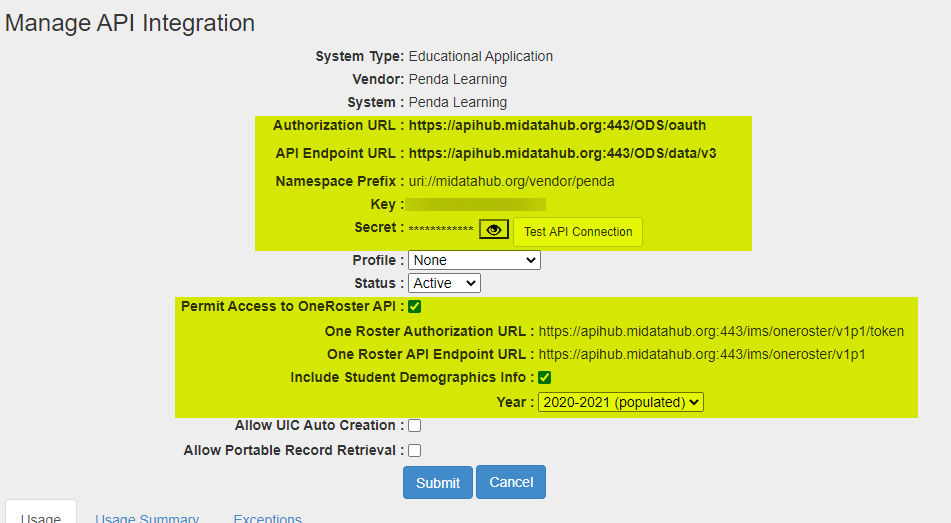 Manage API Integration
System Type: Educational Application
Vendor: Penda Learning
System : Penda Learning
Authorization URL : https://apihub.midatahub.org:443/ODS/oauth
API Endpoint URL : https://apihub.midatahub.org:443/ODS/data/v3
Namespace Prefix : uri://midatahub.org/vendor/penda
Key :
Secret : ************ Test API Connection
Profile : None
Status : Active
Permit Access to OneRoster API :
One Roster Authorization URL : https://apihub.midatahub.org:443/ims/oneroster/v1p1/token
One Roster API Endpoint URL : https://apihub.midatahub.org:443/ims/oneroster/v1p1
Include Student Demographics Info :
Year : 2020-2021 (populated)
Allow UIC Auto Creation :
Allow Portable Record Retrieval :
Submit Cancel
Usage Usage Summary Exceptions